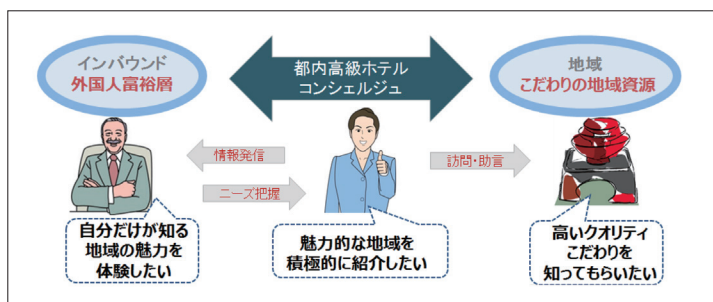 インバウンド
外国人富裕層
都内高級ホテル
コンシェルジュ
地域
こだわりの地域資源
情報発信
ニーズ把握
訪問・助言
自分だけが知る
地域の魅力を
体験したい
魅力的な地域を
積極的に紹介したい
高いクオリティ
こだわりを
知ってもらいたい